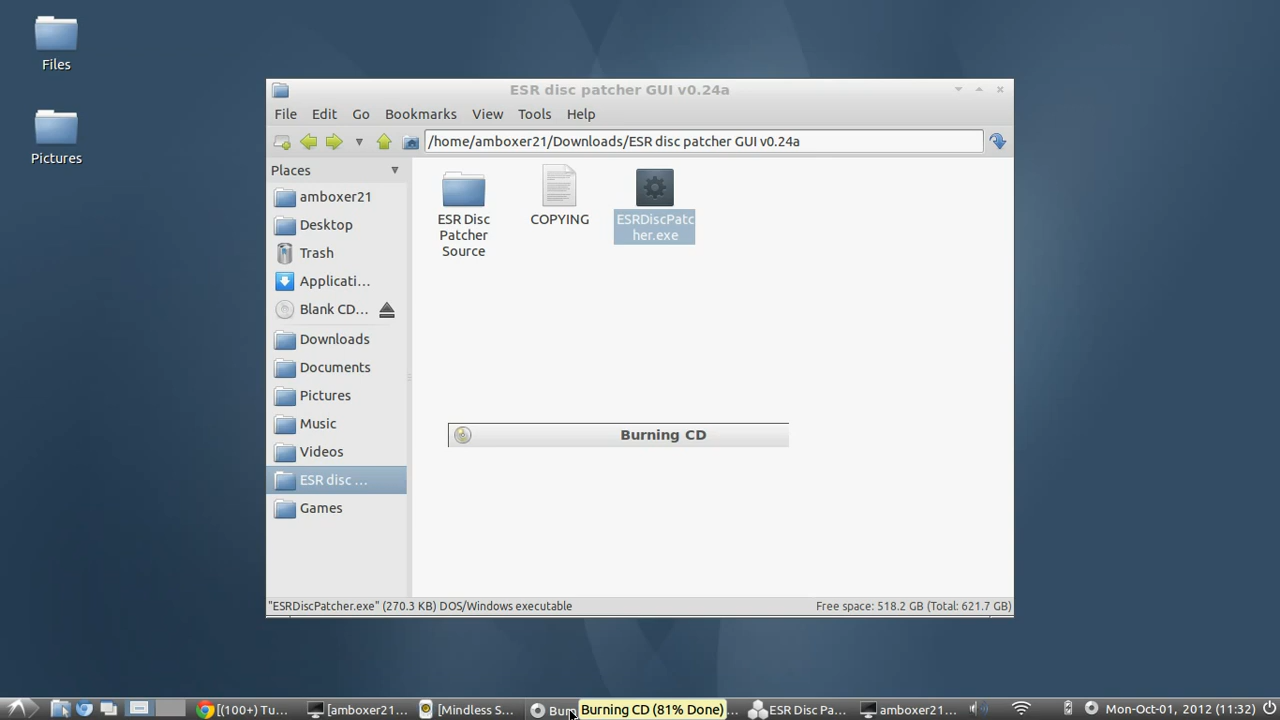 Files
Pictures
ESR disc patcher GUI v0.24a
File Edit Go Bookmarks View Tools Help
/home/amboxer21/Downloads/ESR disc patcher GUI v0.24a
Places
amboxer21
Desktop
Trash
Applicati...
Blank CD...
Downloads
Documents
Pictures
Music
Videos
ESR disc ...
Games
ESR Disc
Patcher
Source
COPYING
ESRDiscPatc
her.exe
Burning CD
"ESRDiscPatcher.exe" (270.3 KB) DOS/Windows executable
Free space: 518.2 GB (Total: 621.7 GB)
[(100+) Tu... [amboxer21... [Mindless S... Bur Burning CD (81% Done) ... ESR Disc Pa... amboxer21... Mon-Oct-01, 2012 (11:32)